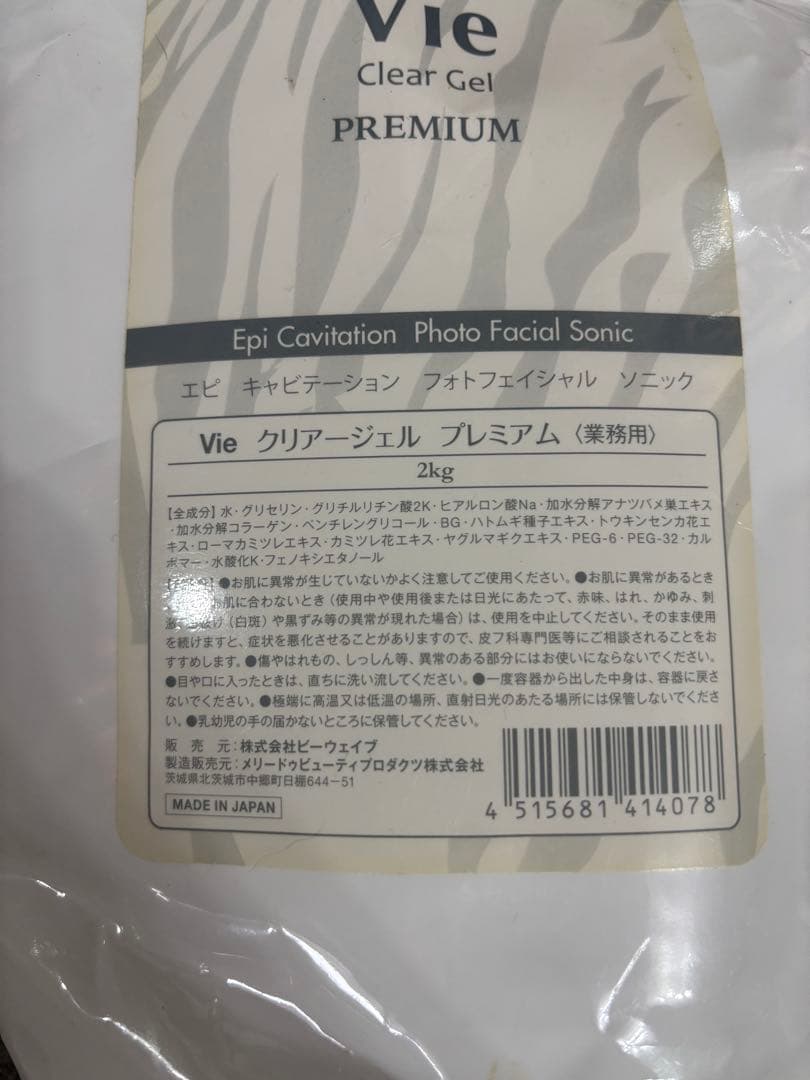 Vie
Clear Gel
PREMIUM
Epi Cavitation Photo Facial Sonic
エピ キャビテーション フォトフェイシャル ソニック
Vie クリアージェル プレミアム〈業務用〉
2kg
【全成分】水・グリセリン・グリチルリチン酸2K・ヒアルロン酸Na・加水分解アナツバメ巣エキス
・加水分解コラーゲン・ペンチレングリコール・BG・ハトムギ種子エキス・トウキンセンカ花エ
キス・ローマカミツレエキス・カミツレ花エキス・ヤグルマギクエキス・PEG-6・PEG-32・カル
ボマー・水酸化K・フェノキシエタノール
●お肌に異常が生じていないかよく注意してご使用ください。●お肌に異常があるとき
お肌に合わないとき（使用中や使用後または日光にあたって、赤味、はれ、かゆみ、刺
（白斑）や黒ずみ等の異常が現れた場合）は、使用を中止してください。そのまま使用
を続けますと、症状を悪化させることがありますので、皮フ科専門医等にご相談されることをお
すすめします。●傷やはれもの、しっしん等、異常のある部分にはお使いにならないでください。
●目や口に入ったときは、直ちに洗い流してください。●一度容器から出した中身は、容器に戻さ
ないでください。●極端に高温又は低温の場所、直射日光のあたる場所には保管しないでくださ
い。●乳幼児の手の届かないところに保管してください。
販売元：株式会社ビーウェイブ
製造販売元：メリードゥビューティプロダクツ株式会社
茨城県北茨城市中郷町日棚644－51
MADE IN JAPAN
4 515681 414078